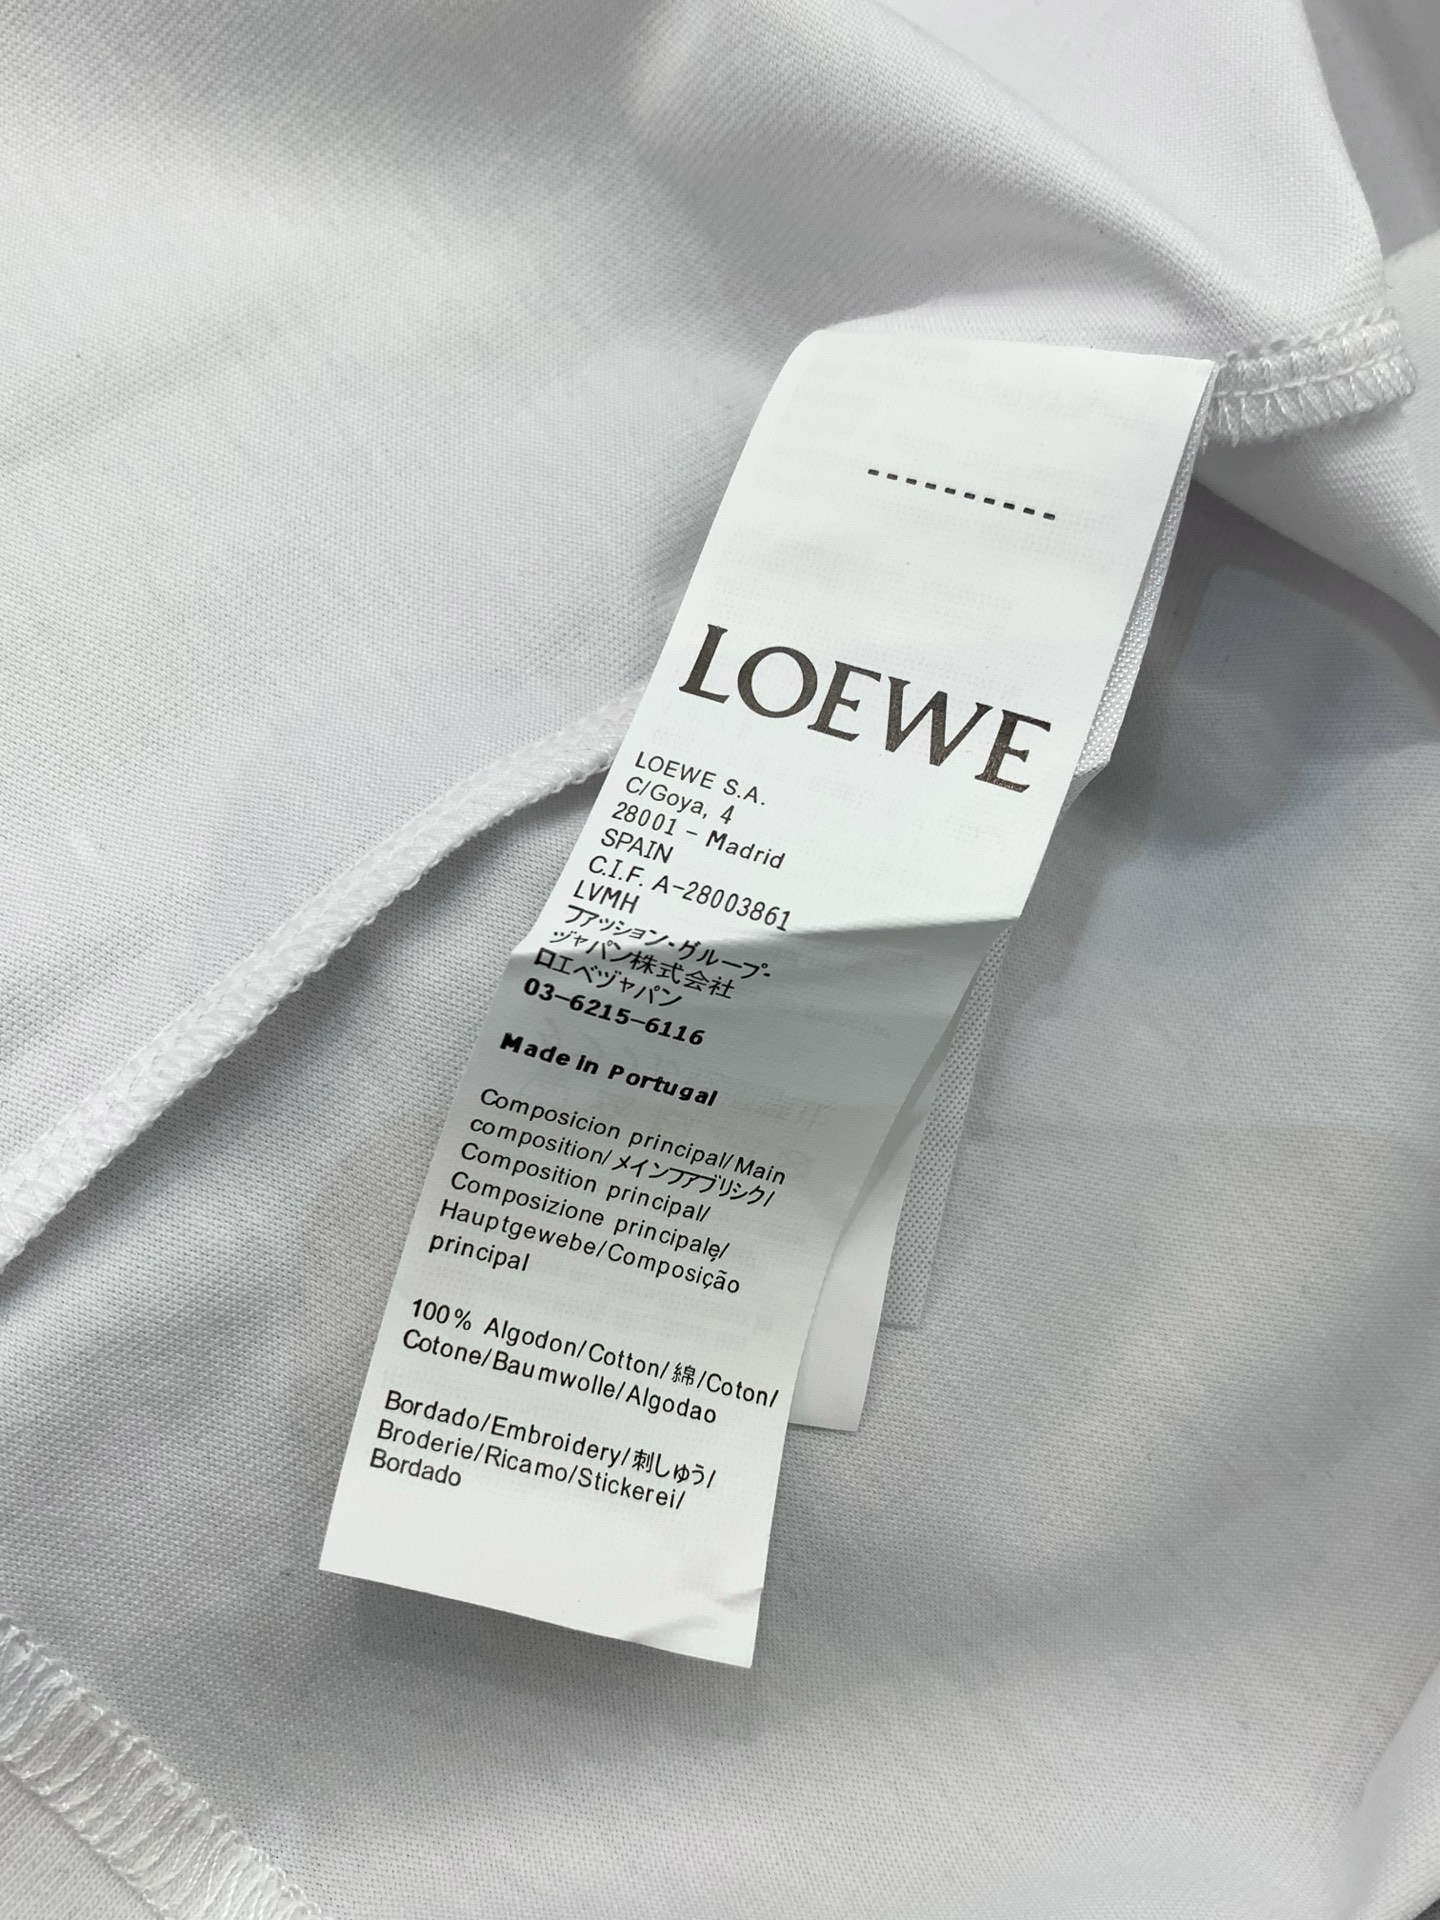 LOEWE
LOEWE S.A.
C/Goya, 4
28001 - Madrid
SPAIN
C.I.F. A-28003861
LVMH
ファッション-グループ-
ヂャパン株式会社
ロエベヂャパン
03-6215-6116
Made in Portugal
Composicion principal/Main
composition/メインファブリシク/
Composition principal/
Composizione principale/
Hauptgewebe/Composição
principal
100% Algodon/Cotton/綿/Coton/
Cotone/Baumwolle/Algodao
Bordado/Embroidery/刺しゅう/
Broderie/Ricamo/Stickerei/
Bordado